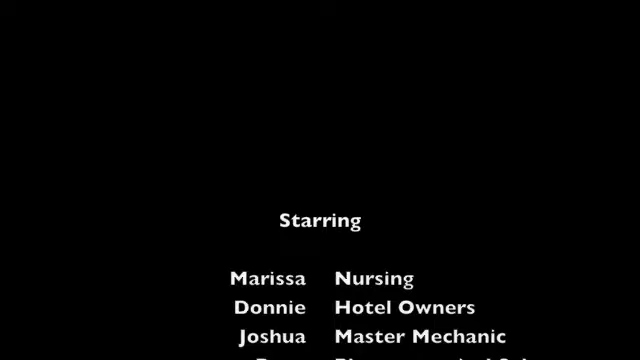 Starring
Marissa Nursing
Donnie Hotel Owners
Joshua Master Mechanic